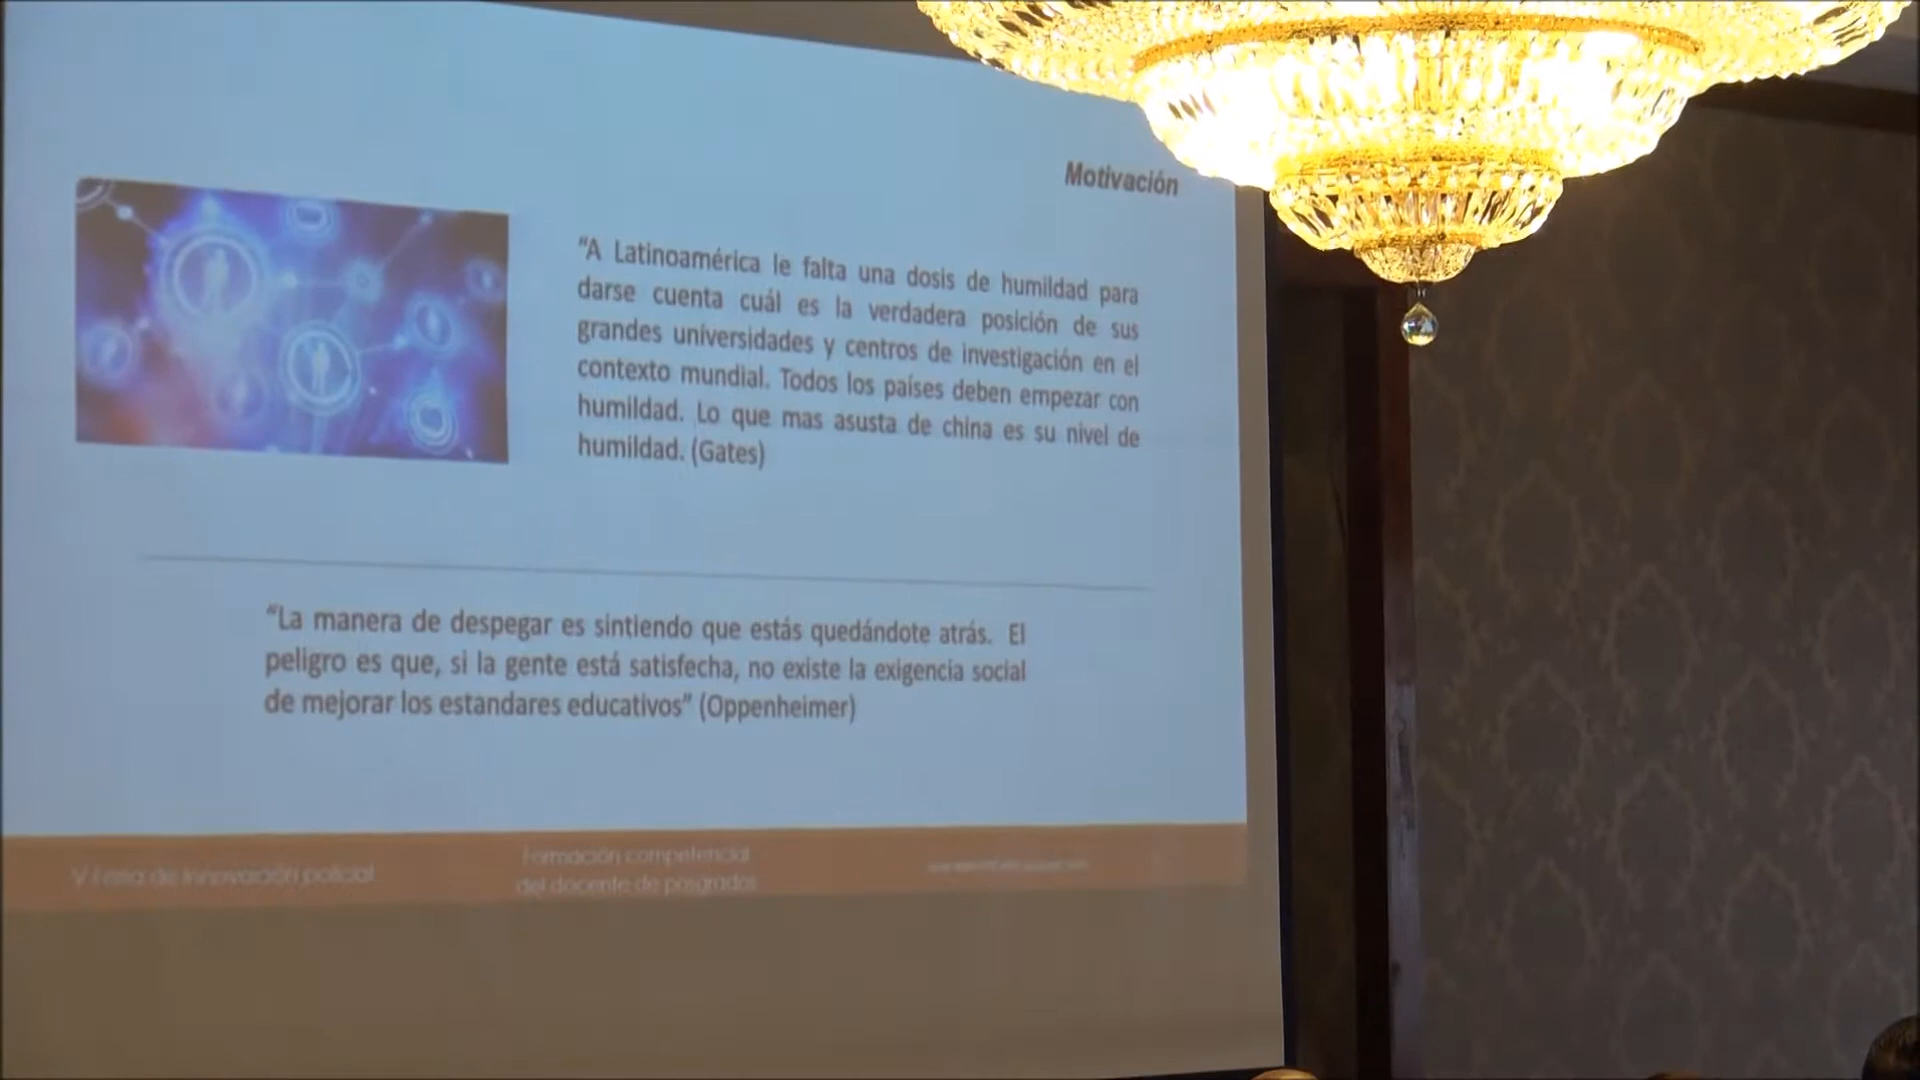 Motivación
“A Latinoamérica le falta una dosis de humildad para
darse cuenta cuál es la verdadera posición de sus
grandes universidades y centros de investigación en el
contexto mundial. Todos los países deben empezar con
humildad. Lo que mas asusta de china es su nivel de
humildad. (Gates)
“La manera de despegar es sintiendo que estás quedándote atrás. El
peligro es que, si la gente está satisfecha, no existe la exigencia social
de mejorar los estandares educativos” (Oppenheimer)
V Feria de innovación policial
Formación competencial
del docente de posgrados